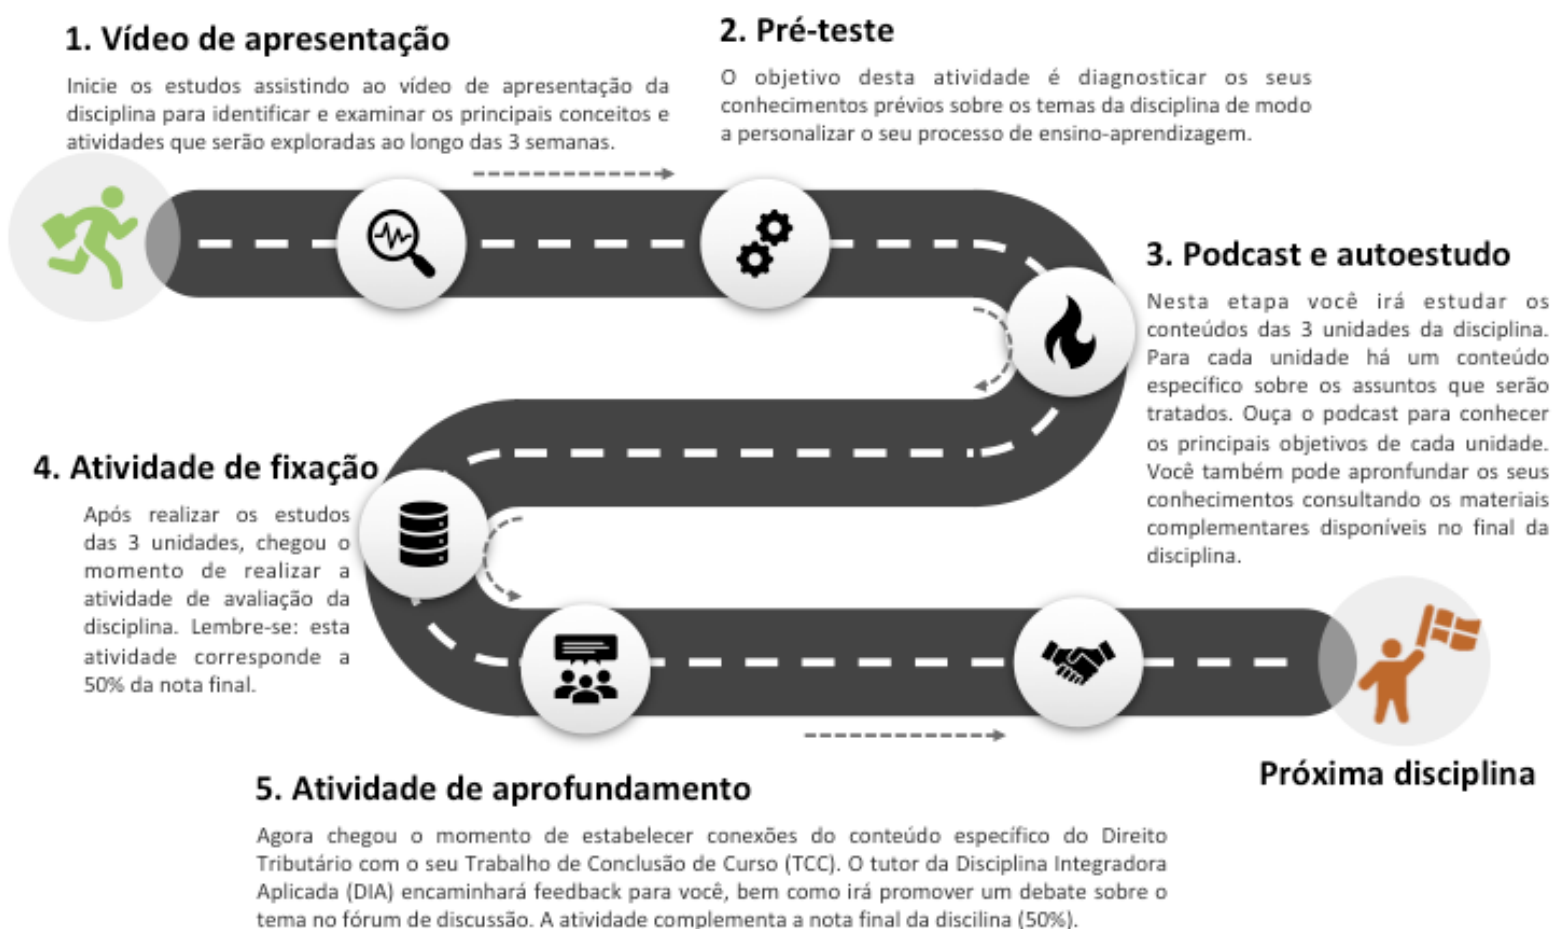 1. Vídeo de apresentação
Inicie os estudos assistindo ao vídeo de apresentação da
disciplina para identificar e examinar os principais conceitos e
atividades que serão exploradas ao longo das 3 semanas.
2. Pré-teste
O objetivo desta atividade é diagnosticar os seus
conhecimentos prévios sobre os temas da disciplina de modo
a personalizar o seu processo de ensino-aprendizagem.
3. Podcast e autoestudo
Nesta etapa você irá estudar os
conteúdos das 3 unidades da disciplina.
Para cada unidade há um conteúdo
específico sobre os assuntos que serão
tratados. Ouça o podcast para conhecer
os principais objetivos de cada unidade.
Você também pode apronfundar os seus
conhecimentos consultando os materiais
complementares disponíveis no final da
disciplina.
4. Atividade de fixação
Após realizar os estudos
das 3 unidades, chegou o
momento de realizar a
atividade de avaliação da
disciplina. Lembre-se: esta
atividade corresponde a
50% da nota final.
5. Atividade de aprofundamento
Agora chegou o momento de estabelecer conexões do conteúdo específico do Direito
Tributário com o seu Trabalho de Conclusão de Curso (TCC). O tutor da Disciplina Integradora
Aplicada (DIA) encaminhará feedback para você, bem como irá promover um debate sobre o
tema no fórum de discussão. A atividade complementa a nota final da discilina (50%).
Próxima disciplina